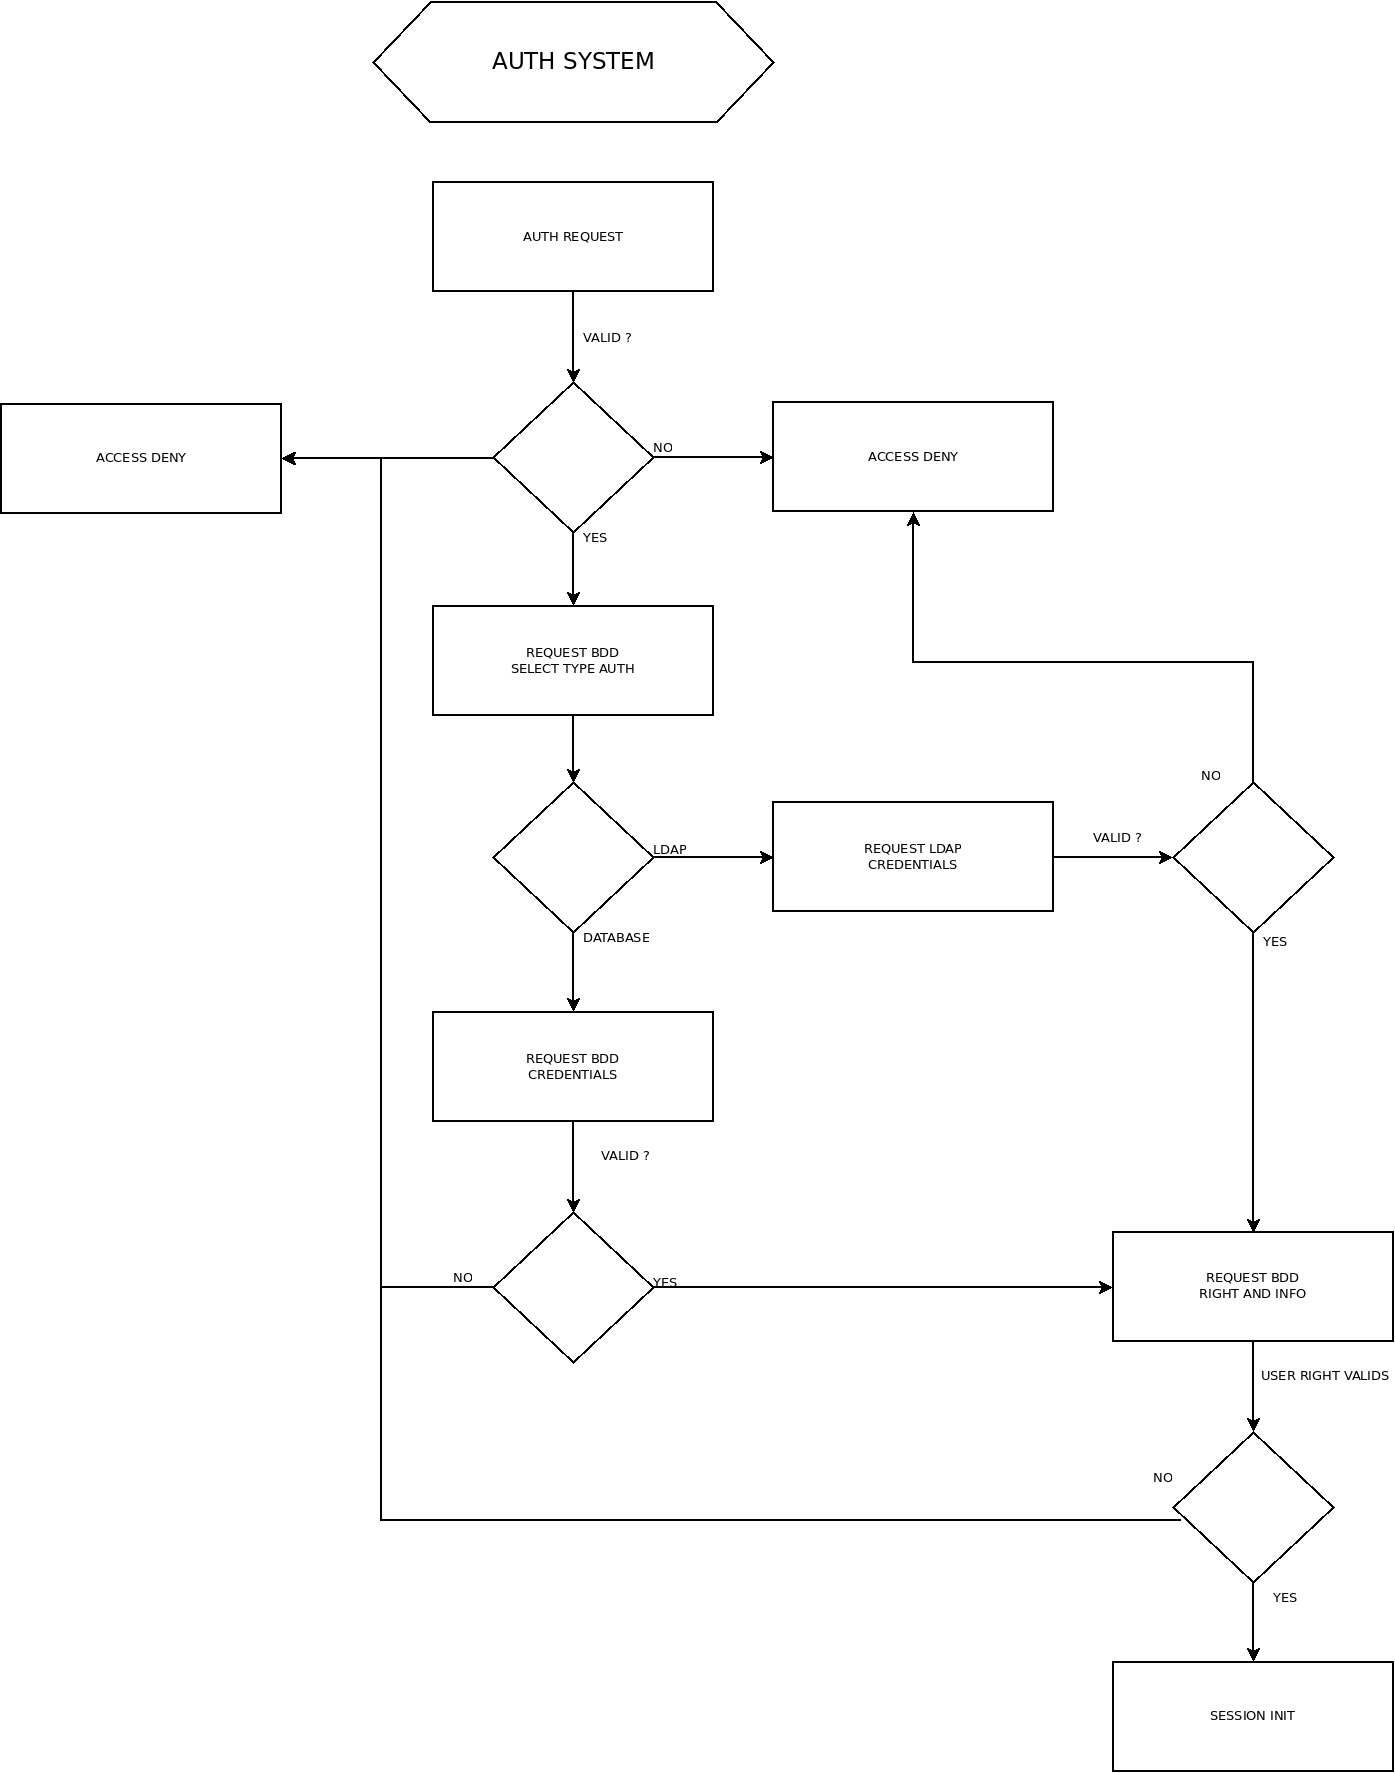 AUTH SYSTEM
AUTH REQUEST
VALID ?
ACCESS DENY
NO
ACCESS DENY
YES
REQUEST BDD
SELECT TYPE AUTH
NO
LDAP
REQUEST LDAP
CREDENTIALS
VALID ?
DATABASE
YES
REQUEST BDD
CREDENTIALS
VALID ?
NO
YES
REQUEST BDD
RIGHT AND INFO
USER RIGHT VALIDS
NO
YES
SESSION INIT